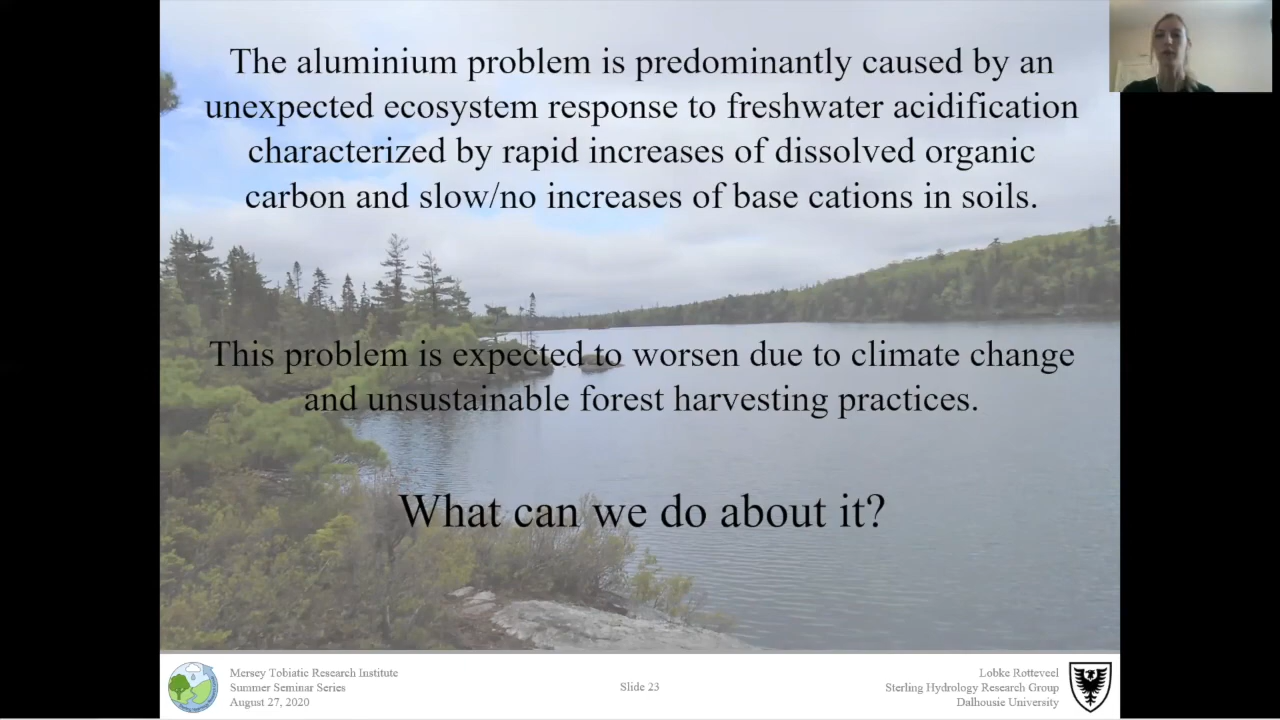 The aluminium problem is predominantly caused by an
unexpected ecosystem response to freshwater acidification
characterized by rapid increases of dissolved organic
carbon and slow/no increases of base cations in soils.
This problem is expected to worsen due to climate change
and unsustainable forest harvesting practices.
What can we do about it?
Mersey Tobiatic Research Institute
Summer Seminar Series
August 27, 2020
Slide 23
Lobke Rotteveel
Sterling Hydrology Research Group
Dalhousie University